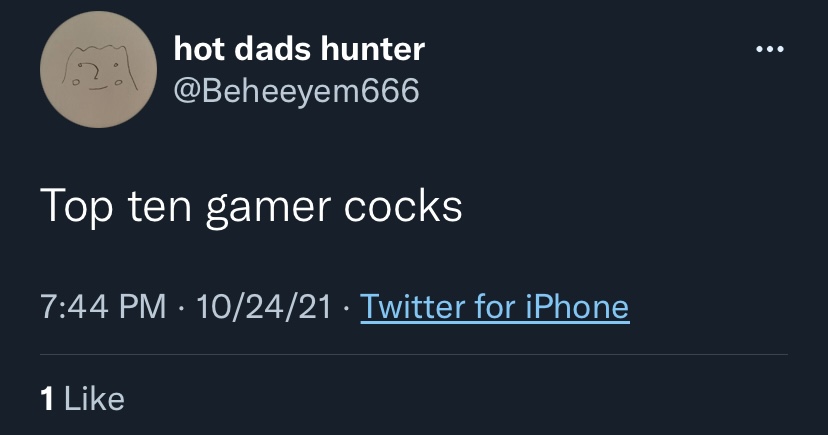 hot dads hunter
@Beheeyem666
Top ten gamer cocks
7:44 PM · 10/24/21 · Twitter for iPhone
1 Like